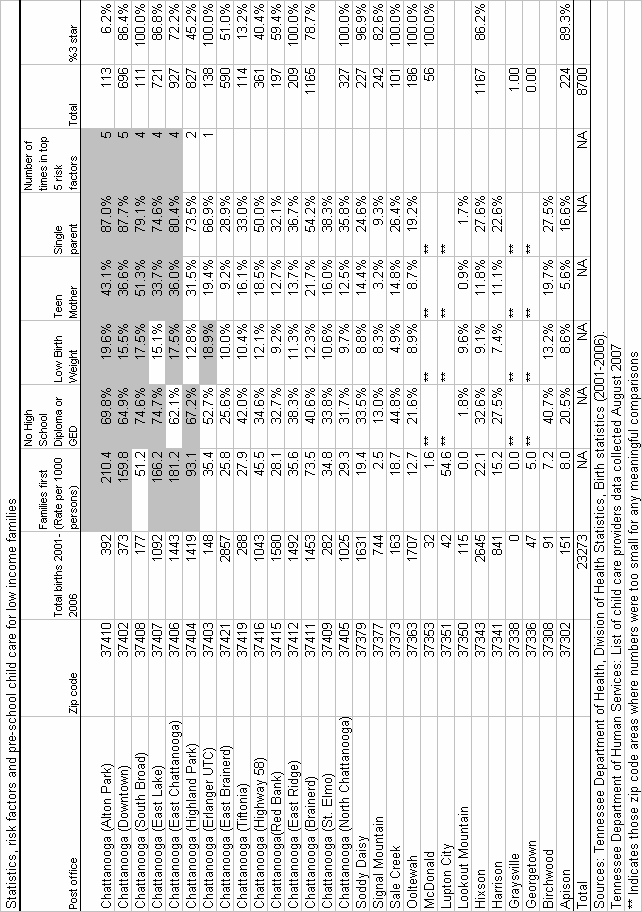 Statistics, risk factors and pre-school child care for low income families
Post office Zip code Total births 2001-2006 Families first (Rate per 1000 persons) No High School Diploma or GED Low Birth Weight Teen Mother Single parent Number of times in top 5 risk factors Total %3 star
Chattanooga (Alton Park) 37410 392 210.4 69.8% 19.6% 43.1% 87.0% 5 113 6.2%
Chattanooga (Downtown) 37402 373 159.8 64.9% 15.5% 36.6% 87.7% 5 696 86.4%
Chattanooga (South Broad) 37408 177 51.2 74.6% 17.5% 51.3% 79.1% 4 111 100.0%
Chattanooga (East Lake) 37407 1092 166.2 74.7% 15.1% 33.7% 74.6% 4 721 86.8%
Chattanooga (East Chattanooga) 37406 1443 181.2 62.1% 17.5% 36.0% 80.4% 4 927 72.2%
Chattanooga (Highland Park) 37404 1419 93.1 67.2% 12.8% 31.5% 73.5% 2 827 45.2%
Chattanooga (Erlanger UTC) 37403 148 35.4 52.7% 18.9% 19.4% 66.9% 1 138 100.0%
Chattanooga (East Brainerd) 37421 2857 25.8 25.6% 10.0% 9.2% 28.9% 590 51.0%
Chattanooga (Tiftonia) 37419 288 27.9 42.0% 10.4% 16.1% 33.0% 114 13.2%
Chattanooga (Highway 58) 37416 1043 45.5 34.6% 12.1% 18.5% 50.0% 361 40.4%
Chattanooga(Red Bank) 37415 1580 28.1 32.7% 9.2% 12.7% 32.1% 197 59.4%
Chattanooga (East Ridge) 37412 1492 35.6 38.3% 11.3% 13.7% 36.7% 209 100.0%
Chattanooga (Brainerd) 37411 1453 73.5 40.6% 12.3% 21.7% 54.2% 1165 78.7%
Chattanooga (St. Elmo) 37409 282 34.8 33.8% 10.6% 16.0% 38.3%
Chattanooga (North Chattanooga) 37405 1025 29.3 31.7% 9.7% 12.5% 35.8% 327 100.0%
Soddy Daisy 37379 1631 19.4 33.5% 8.8% 14.4% 24.6% 227 96.9%
Signal Mountain 37377 744 2.5 13.0% 8.3% 3.2% 9.3% 242 82.6%
Sale Creek 37373 163 18.7 44.8% 4.9% 14.8% 26.4% 101 100.0%
Ooltewah 37363 1707 12.7 21.6% 8.9% 8.7% 19.2% 186 100.0%
McDonald 37353 32 1.6 ** ** ** ** 56 100.0%
Lupton City 37351 42 54.6 ** ** ** **
Lookout Mountain 37350 115 0.0 1.8% 9.6% 0.9% 1.7%
Hixson 37343 2645 22.1 32.6% 9.1% 11.8% 27.6% 1167 86.2%
Harrison 37341 841 15.2 27.5% 7.4% 11.1% 22.6%
Graysville 37338 0 0.0 ** ** ** ** 1.00
Georgetown 37336 47 5.0 ** ** ** ** 0.00
Birchwood 37308 91 7.2 40.7% 13.2% 19.7% 27.5%
Apison 37302 151 8.0 20.5% 8.6% 5.6% 16.6% 224 89.3%
Total 23273 NA NA NA NA NA NA 8700
Sources: Tennessee Department of Health, Division of Health Statistics, Birth statistics (2001-2006).
Tennessee Department of Human Services: List of child care providers data collected August 2007
** Indicates those zip code areas where numbers were too small for any meaningful comparisons